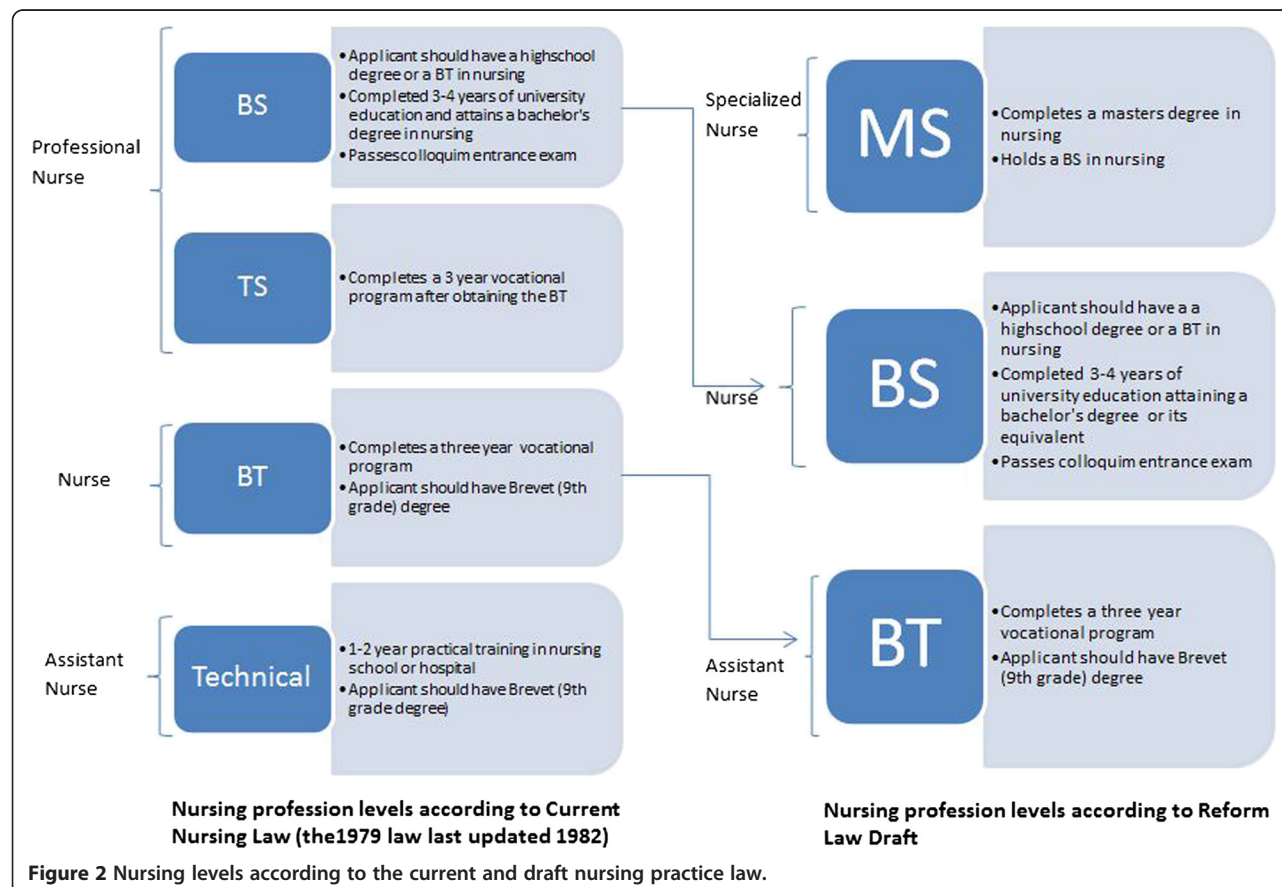 Professional
Nurse
BS
•Applicant should have a highschool
degree or a BT in nursing
•Completed 3-4 years of university
education and attains a bachelor's
degree in nursing
•Passescolloquim entrance exam
TS
•Completes a 3 year vocational
program after obtaining the BT
Nurse
BT
•Completes a three year vocational
program
•Applicant should have Brevet (9th
grade) degree
Assistant
Nurse
Technical
•1-2 year practical training in nursing
school or hospital
•Applicant should have Brevet (9th
grade degree)
Nursing profession levels according to Current
Nursing Law (the1979 law last updated 1982)
Specialized
Nurse
MS
•Completes a masters degree in
nursing
•Holds a BS in nursing
Nurse
BS
•Applicant should have a a
highschool degree or a BT in
nursing
•Completed 3-4 years of
university education attaining a
bachelor's degree or its
equivalent
•Passes colloquim entrance exam
Assistant
Nurse
BT
•Completes a three year
vocational program
•Applicant should have Brevet
(9th grade) degree
Nursing profession levels according to Reform
Law Draft
Figure 2 Nursing levels according to the current and draft nursing practice law.